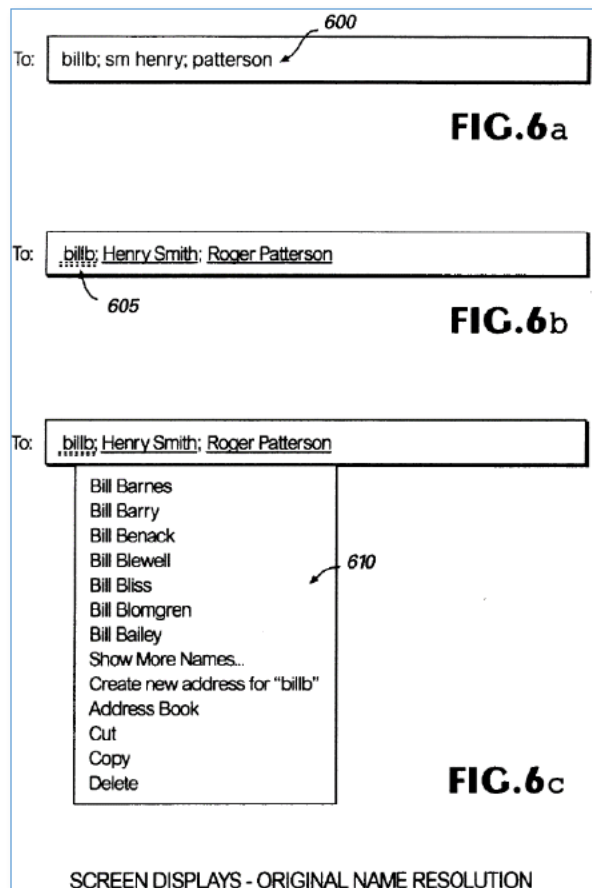 600
To: billb; sm henry; patterson
FIG.6a
To: billb; Henry Smith; Roger Patterson
605
FIG.6b
To: billb; Henry Smith; Roger Patterson
Bill Barnes
Bill Barry
Bill Benack
Bill Blewell
Bill Bliss
610
Bill Blomgren
Bill Bailey
Show More Names...
Create new address for "billb"
Address Book
Cut
Copy
Delete
FIG.6c
SCREEN DISPLAYS - ORIGINAL NAME RESOLUTION